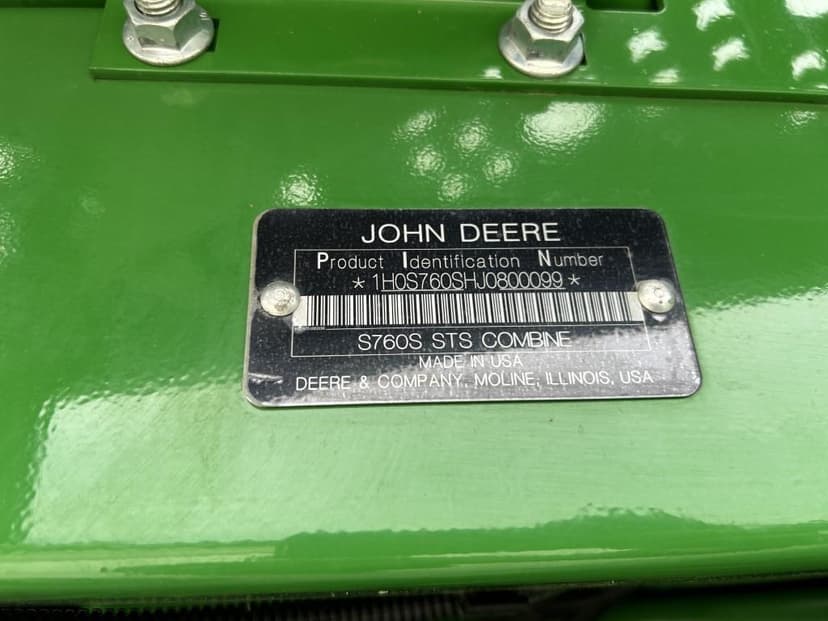 JOHN DEERE
Product Identification Number
*1H0S760SHJ0800099*
S760S STS COMBINE
MADE IN USA
DEERE & COMPANY, MOLINE, ILLINOIS, USA